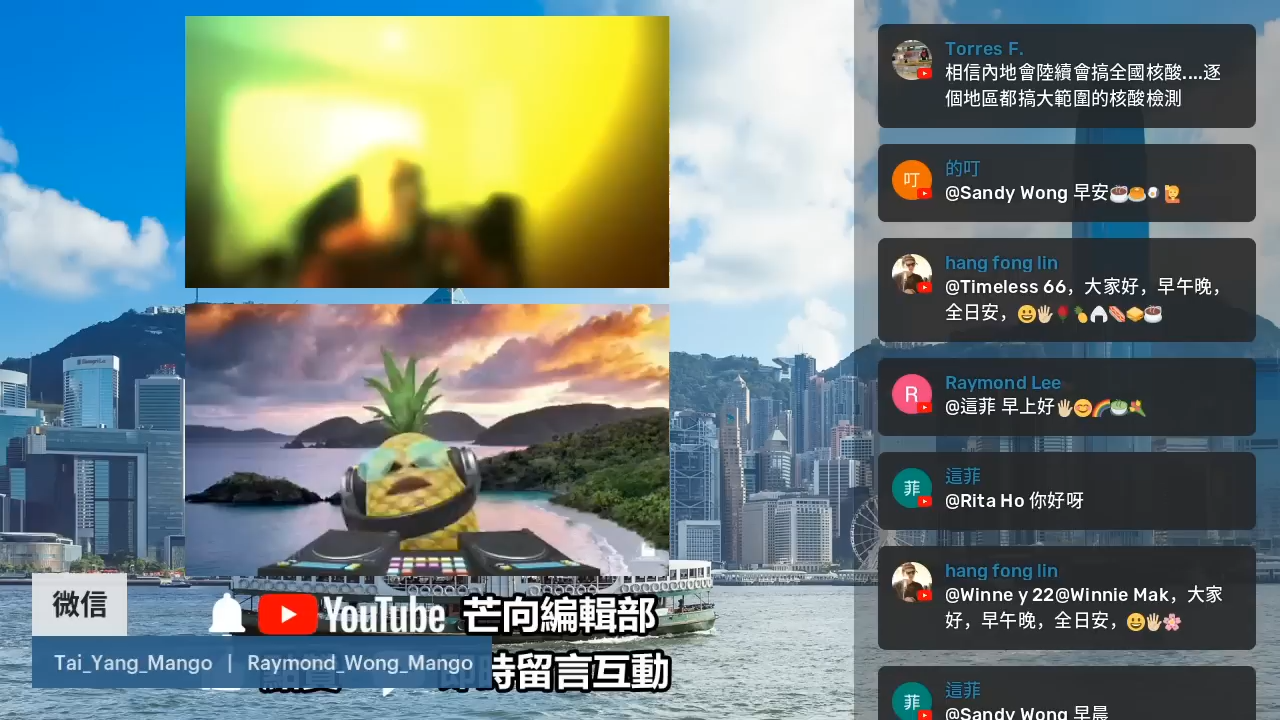 Torres F.
相信內地會陸續會搞全國核酸....逐
個地區都搞大範圍的核酸檢測
叮
的叮
@Sandy Wong 早安
hang fong lin
@Timeless 66，大家好，早午晚，
全日安，
R
Raymond Lee
@這菲 早上好
菲
這菲
@Rita Ho 你好呀
hang fong lin
@Winne y 22@Winnie Mak，大家
好，早午晚，全日安，
菲
這菲
@Sandy Wong 早晨
微信
Tai_Yang_Mango | Raymond_Wong_Mango
YouTube 芒向編輯部
即時留言互動